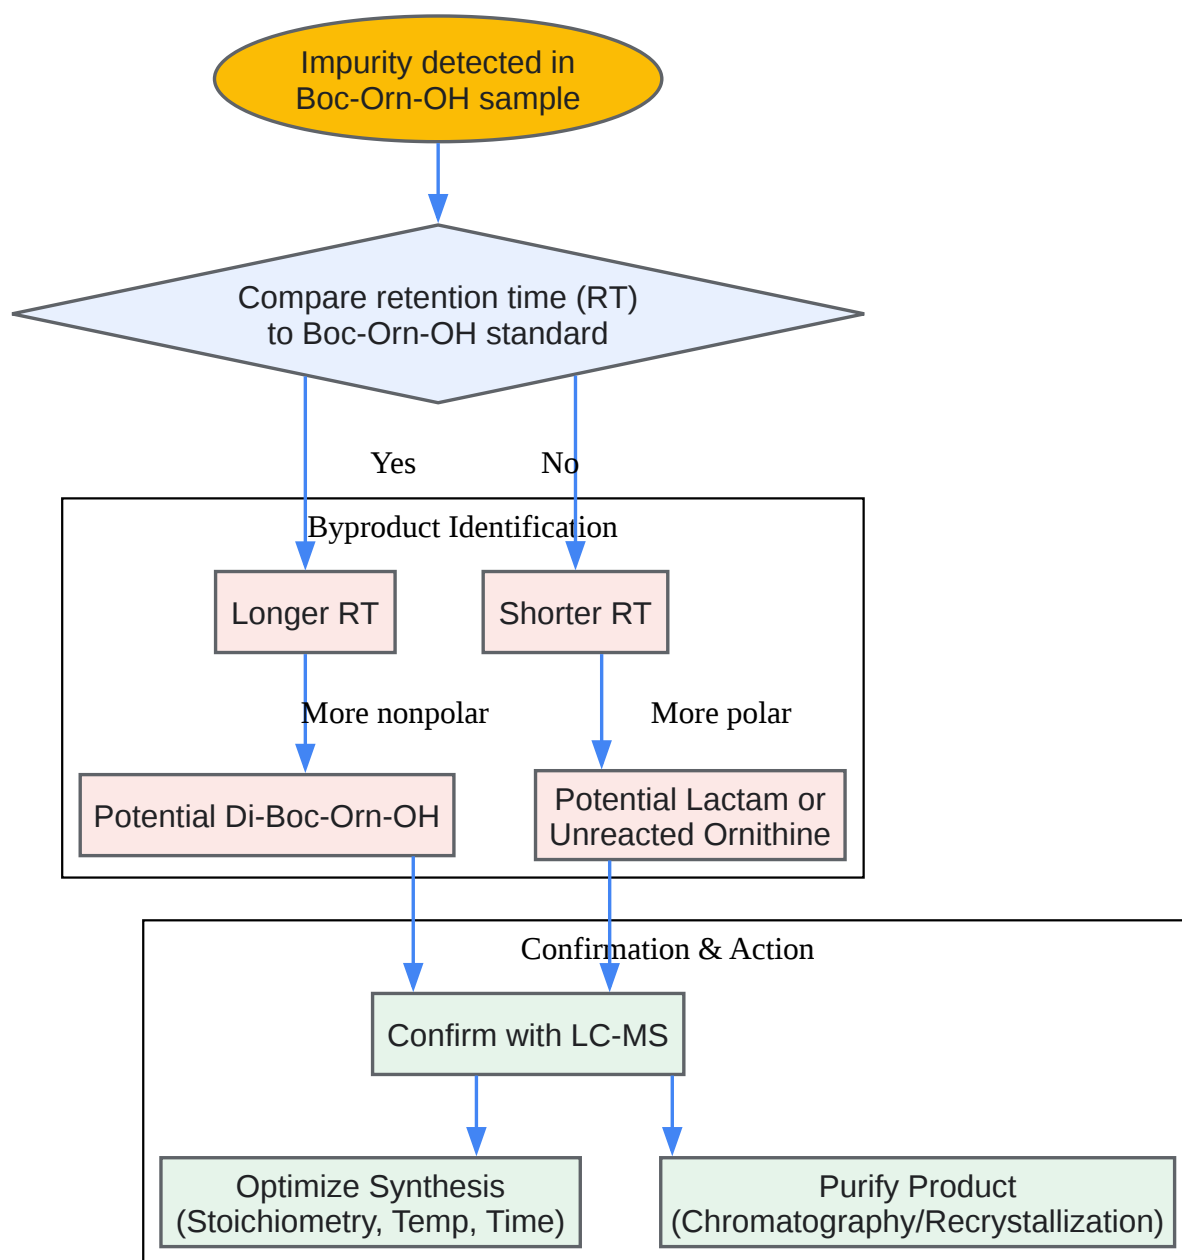 Impurity detected in
Boc-Orn-OH sample
Compare retention time (RT)
to Boc-Orn-OH standard
Yes
No
Byproduct Identification
Longer RT
Shorter RT
More nonpolar
More polar
Potential Di-Boc-Orn-OH
Potential Lactam or
Unreacted Ornithine
Confirmation & Action
Confirm with LC-MS
Optimize Synthesis
(Stoichiometry, Temp, Time)
Purify Product
(Chromatography/Recrystallization)